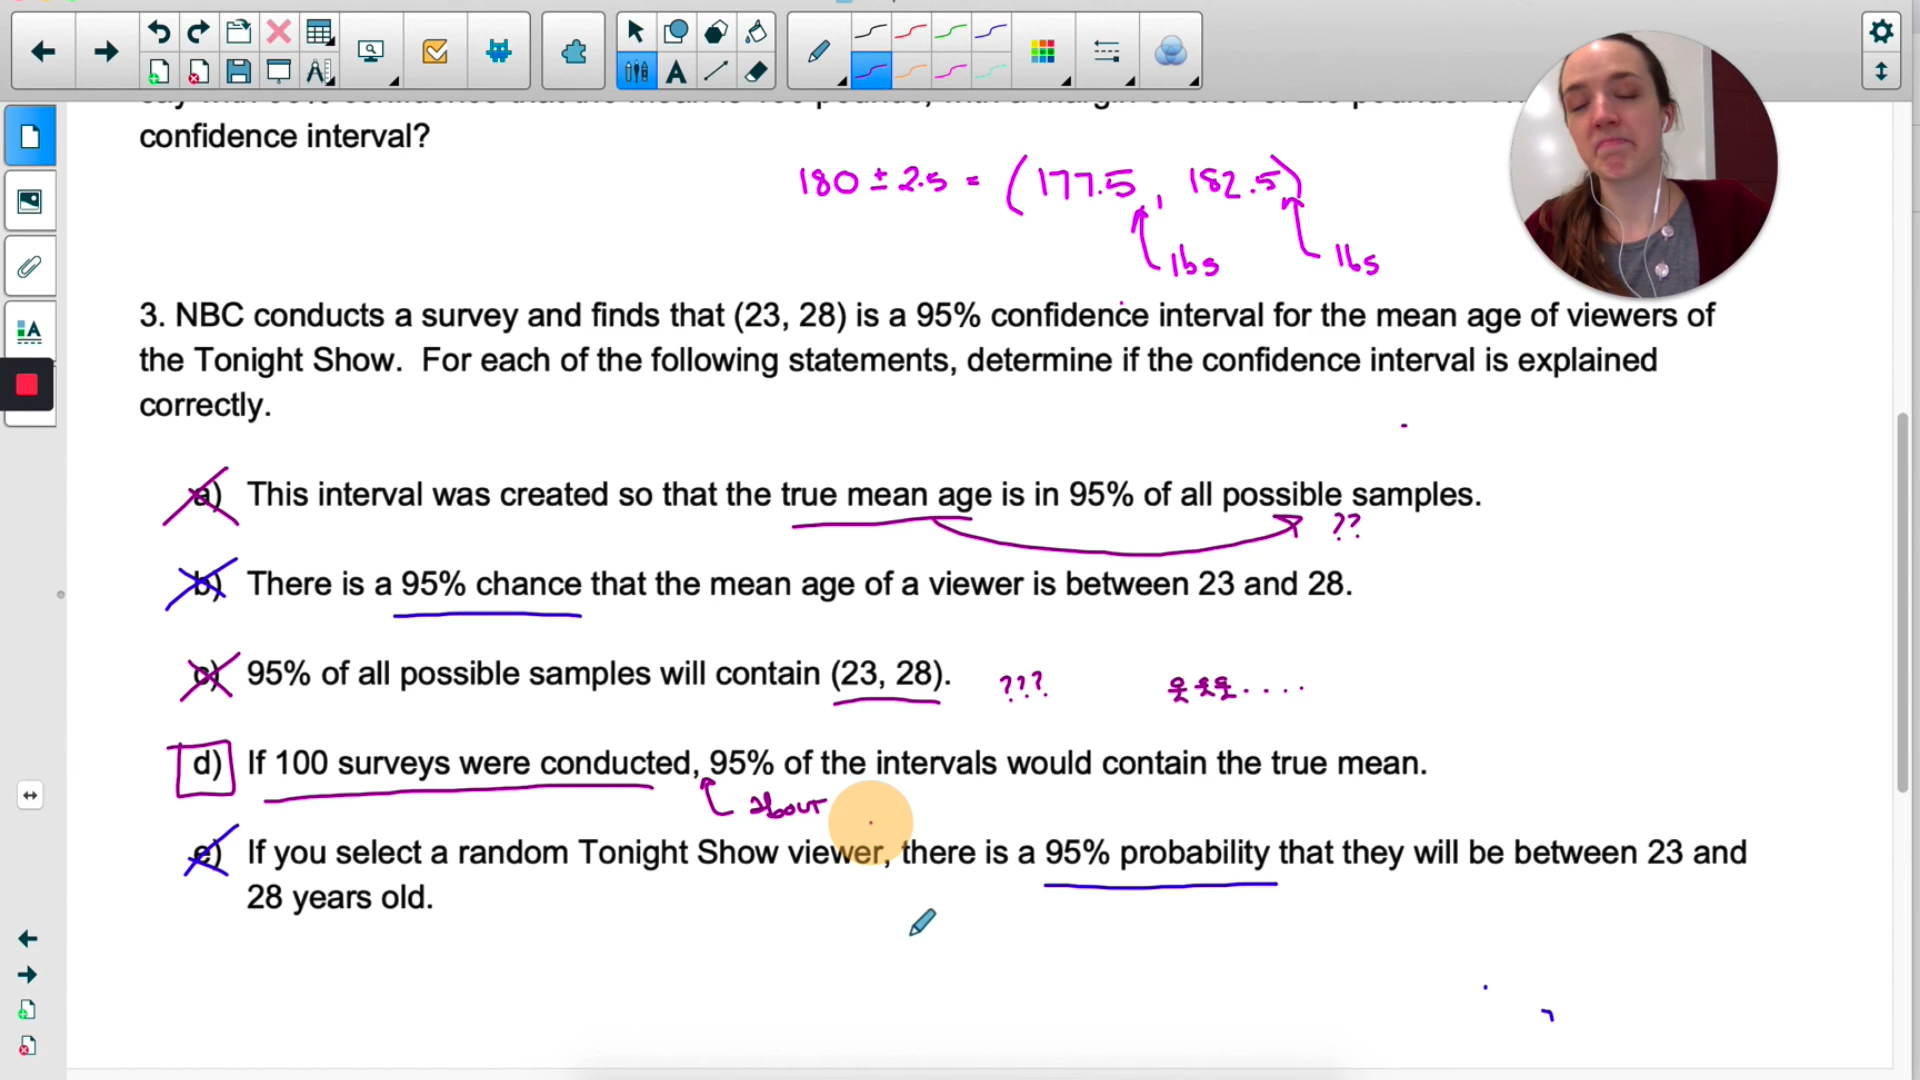 confidence interval?
180 ± 2.5 = (177.5, 182.5)
lbs lbs
3. NBC conducts a survey and finds that (23, 28) is a 95% confidence interval for the mean age of viewers of
the Tonight Show. For each of the following statements, determine if the confidence interval is explained
correctly.
a) This interval was created so that the true mean age is in 95% of all possible samples.
??
b) There is a 95% chance that the mean age of a viewer is between 23 and 28.
c) 95% of all possible samples will contain (23, 28). ???
d) If 100 surveys were conducted, 95% of the intervals would contain the true mean.
about
e) If you select a random Tonight Show viewer, there is a 95% probability that they will be between 23 and
28 years old.